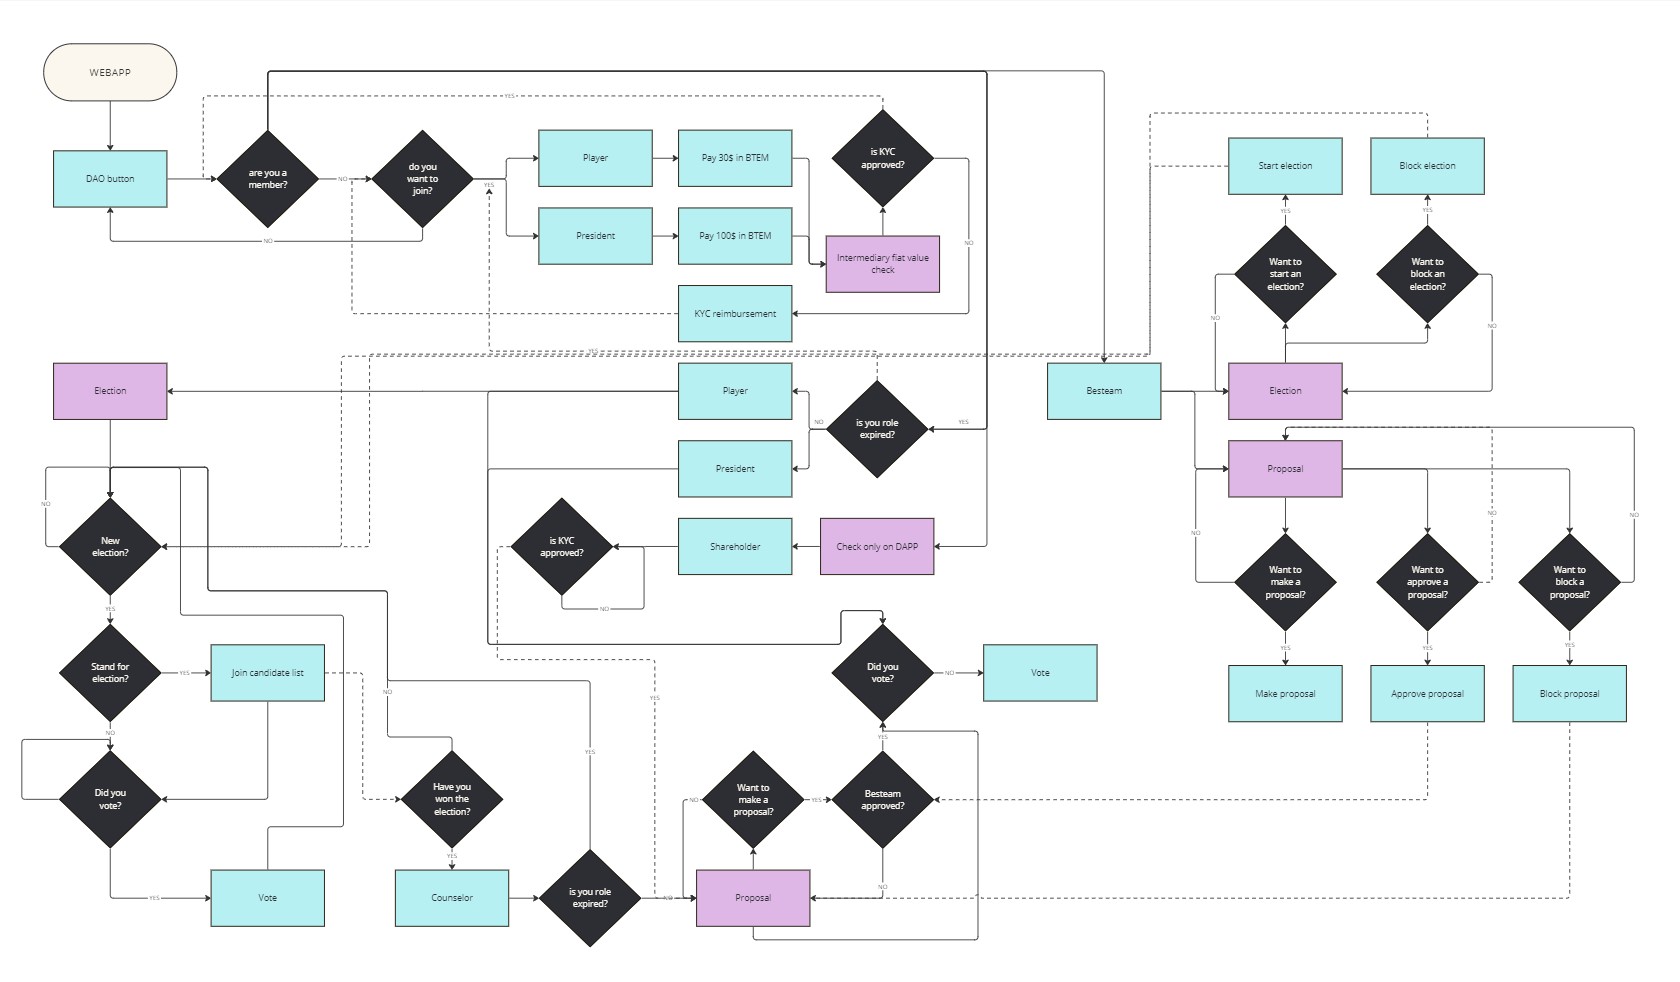 WEBAPP
DAO button
are you a
member?
NO
do you
want to
join?
NO
YES
YES
Player
Pay 30$ in BTEM
President
Pay 100$ in BTEM
is KYC
approved?
Intermediary fiat value
check
NO
KYC reimbursement
Start election
Block election
YES
YES
Want to
start an
election?
Want to
block an
election?
NO
NO
YES
Election
Player
NO
is you role
expired?
YES
Besteam
Election
President
Proposal
NO
New
election?
is KYC
approved?
Shareholder
Check only on DAPP
NO
NO
NO
NO
Want to
make a
proposal?
Want to
approve a
proposal?
Want to
block a
proposal?
YES
YES
YES
YES
Stand for
election?
YES
Join candidate list
NO
YES
Did you
vote?
NO
Vote
Make proposal
Approve proposal
Block proposal
NO
YES
YES
Did you
vote?
Have you
won the
election?
NO
Want to
make a
proposal?
YES
Besteam
approved?
YES
NO
YES
Vote
Counselor
is you role
expired?
NO
Proposal